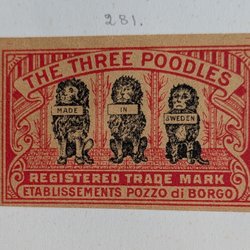 281.
THE THREE POODLES
MADE IN SWEDEN
REGISTERED TRADE MARK
ETABLISSEMENTS POZZO di BORGO